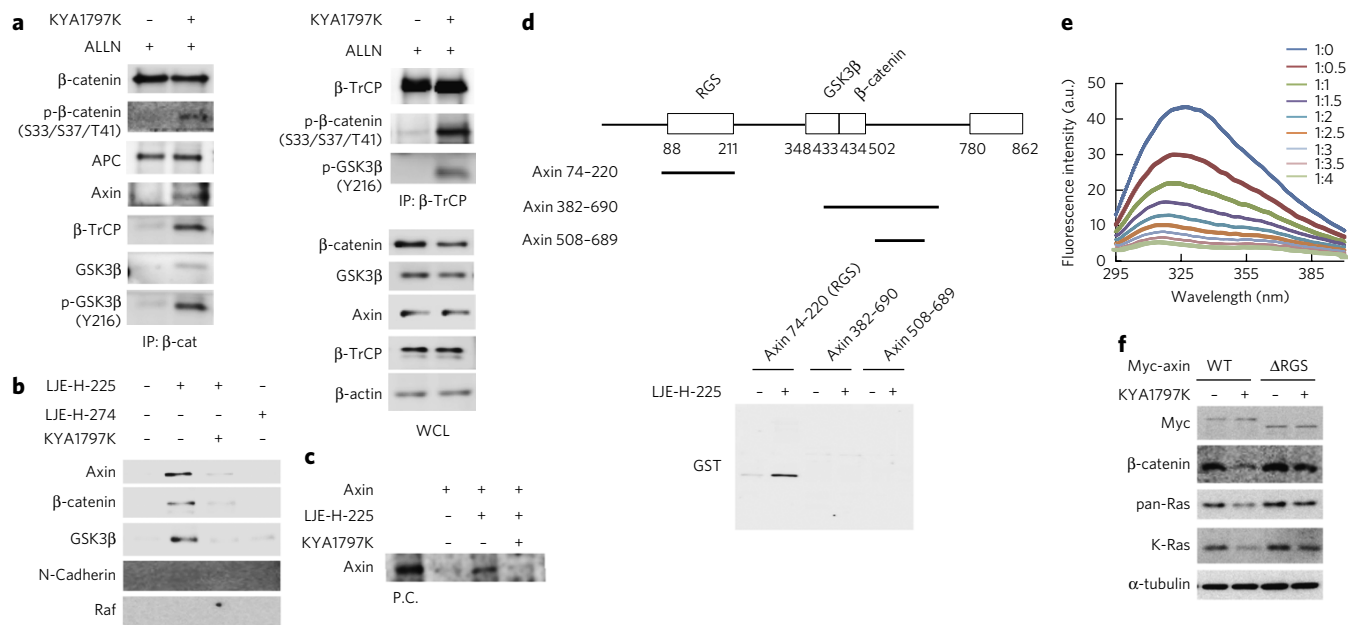 a
KYA1797K – +
ALLN + +
β-catenin
p-β-catenin
(S33/S37/T41)
APC
Axin
β-TrCP
GSK3β
p-GSK3β
(Y216)
IP: β-cat
KYA1797K – +
ALLN + +
β-TrCP
p-β-catenin
(S33/S37/T41)
p-GSK3β
(Y216)
IP: β-TrCP
β-catenin
GSK3β
Axin
β-TrCP
β-actin
WCL
b
LJE-H-225 – + + –
LJE-H-274 – – – +
KYA1797K – – + –
Axin
β-catenin
GSK3β
N-Cadherin
Raf
c
Axin + + +
LJE-H-225 – + +
KYA1797K – – +
Axin
P.C.
d
RGS GSK3β β-catenin
88 211 348 433 434 502 780 862
Axin 74–220
Axin 382–690
Axin 508–689
Axin 74–220 (RGS) Axin 382–690 Axin 508–689
LJE-H-225 – + – + – +
GST
e
1:0
1:0.5
1:1
1:1.5
1:2
1:2.5
1:3
1:3.5
1:4
Fluorescence intensity (a.u.)
50
40
30
20
10
0
295 325 355 385
Wavelength (nm)
f
Myc-axin WT ΔRGS
KYA1797K – + – +
Myc
β-catenin
pan-Ras
K-Ras
α-tubulin